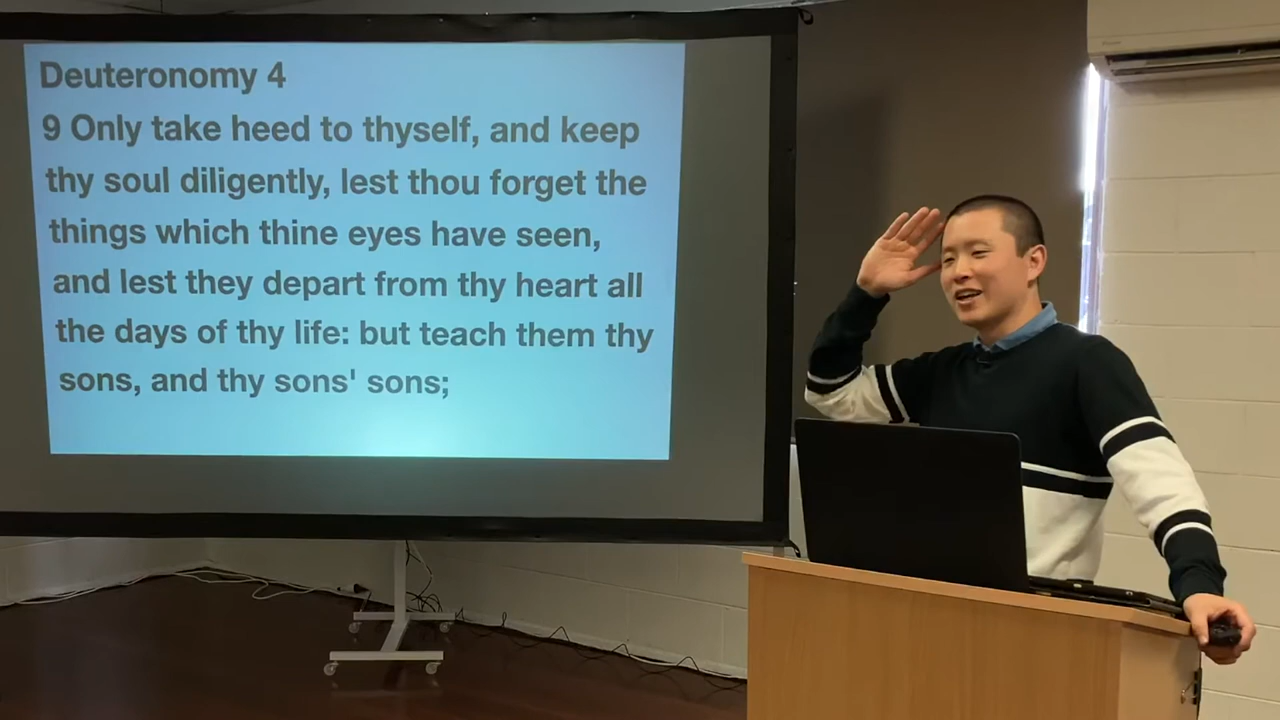 Deuteronomy 4
9 Only take heed to thyself, and keep
thy soul diligently, lest thou forget the
things which thine eyes have seen,
and lest they depart from thy heart all
the days of thy life: but teach them thy
sons, and thy sons' sons;